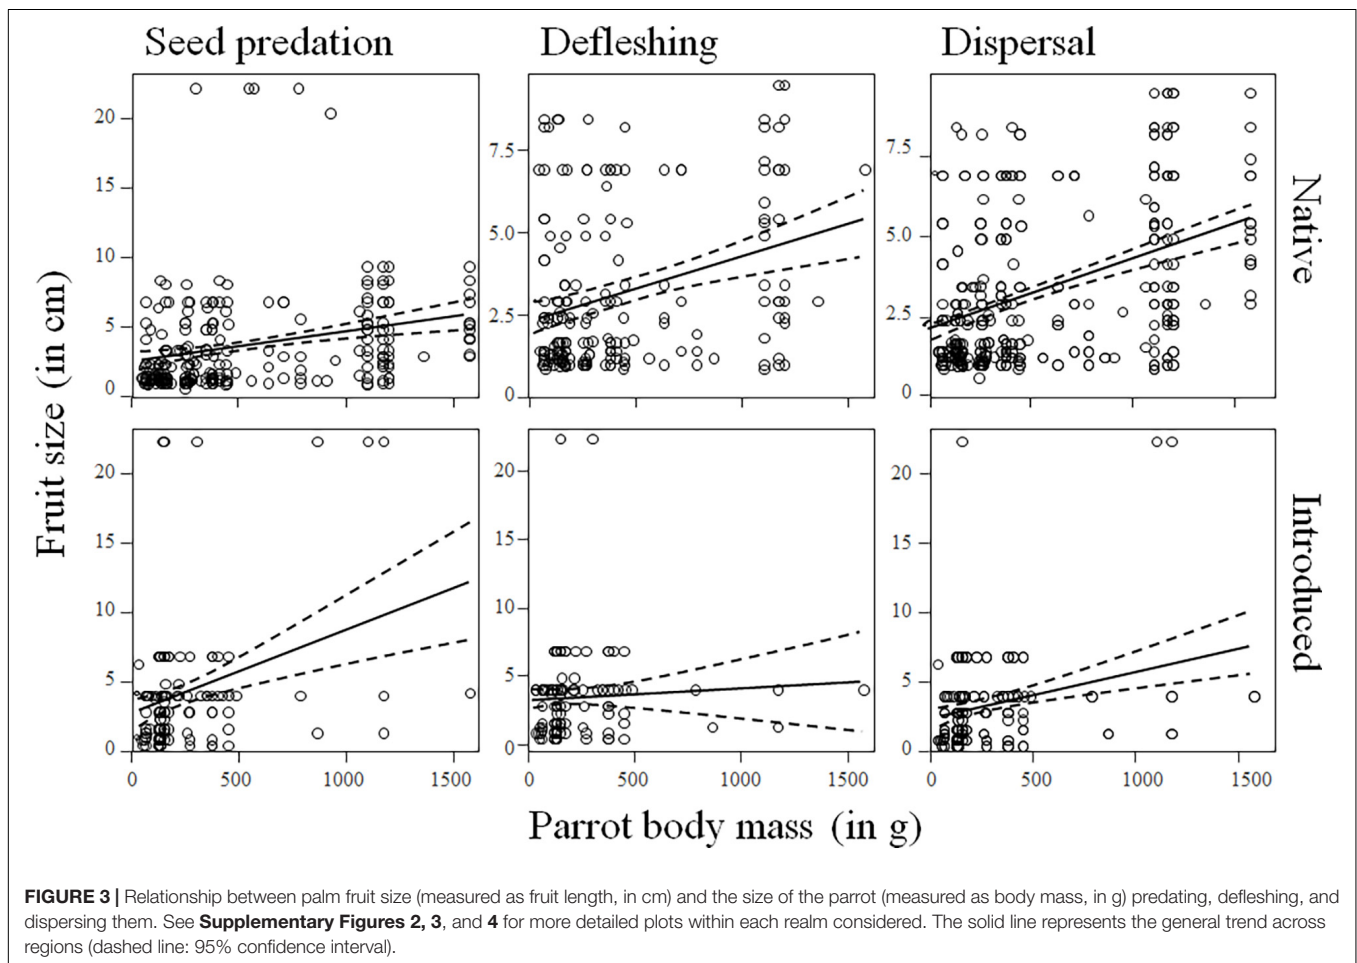 Seed predation
Defleshing
Dispersal
20
15
10
5
0
7.5
5.0
2.5
0
7.5
5.0
2.5
0
Native
Fruit size (in cm)
20
15
10
5
0
20
15
10
5
0
20
15
10
5
0
Introduced
0 500 1000 1500
0 500 1000 1500
0 500 1000 1500
Parrot body mass (in g)
FIGURE 3 | Relationship between palm fruit size (measured as fruit length, in cm) and the size of the parrot (measured as body mass, in g) predating, defleshing, and
dispersing them. See Supplementary Figures 2, 3, and 4 for more detailed plots within each realm considered. The solid line represents the general trend across
regions (dashed line: 95% confidence interval).